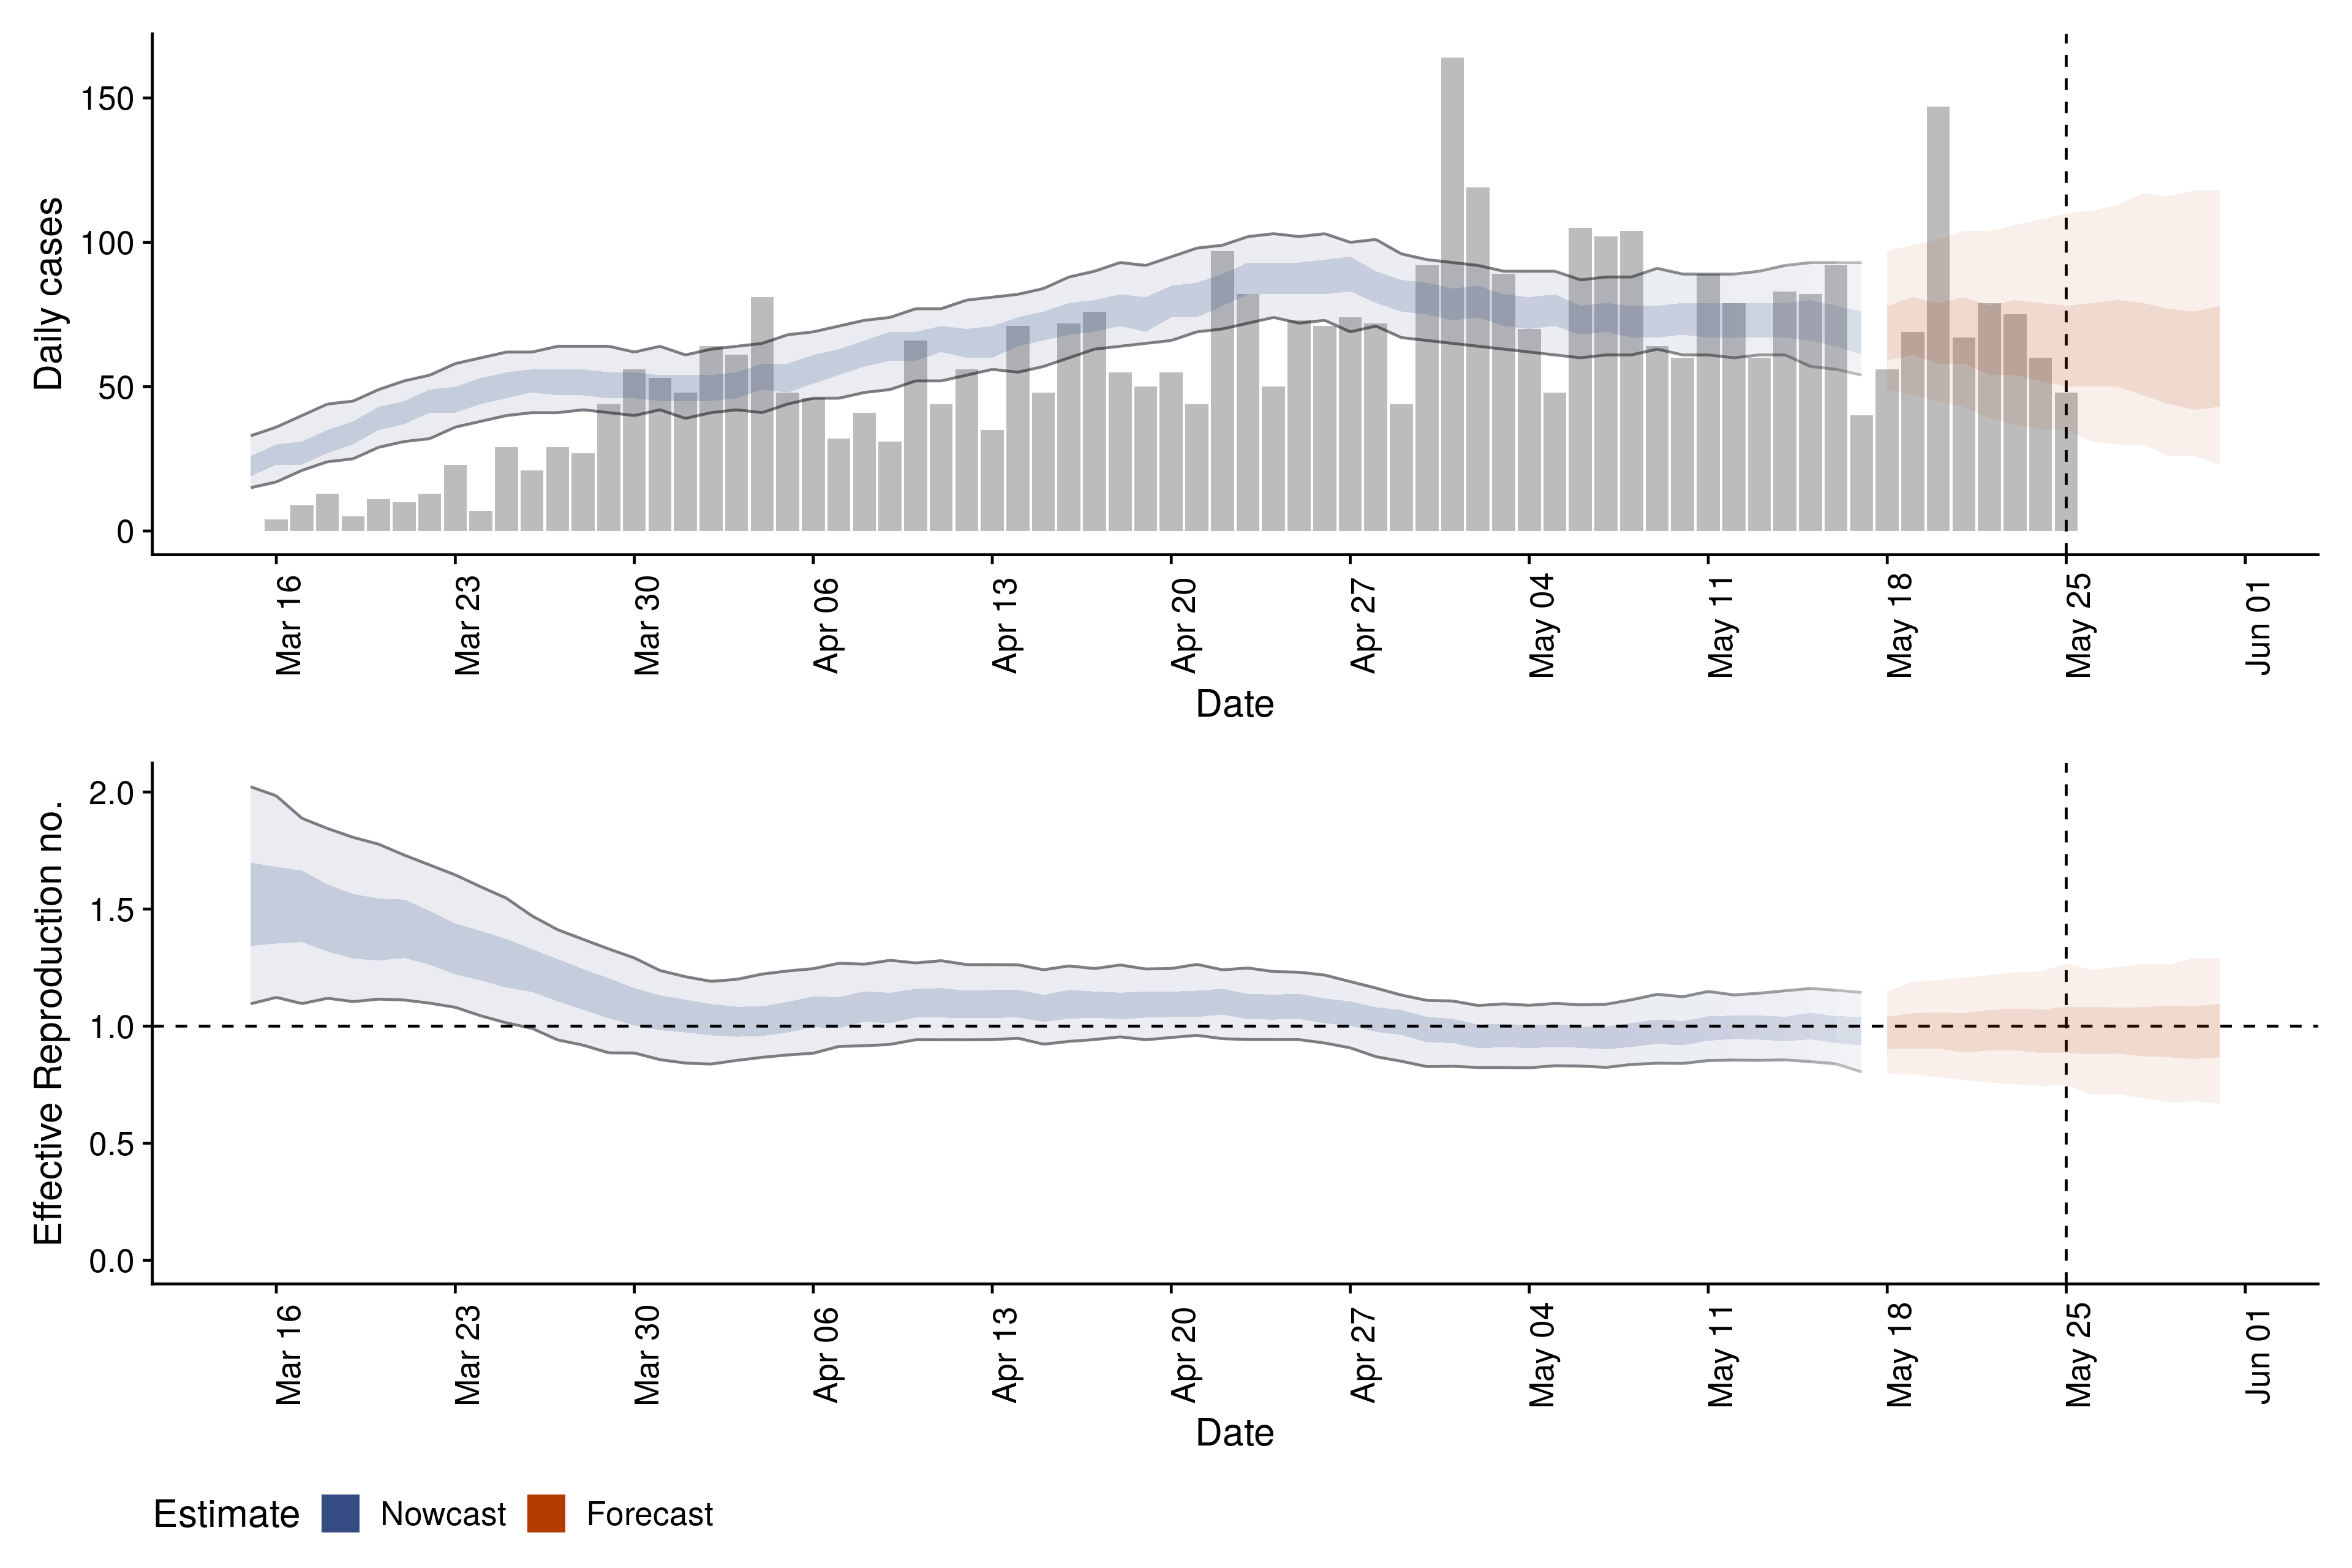 Daily cases
150
100
50
0
Mar 16
Mar 23
Mar 30
Apr 06
Apr 13
Apr 20
Apr 27
May 04
May 11
May 18
May 25
Jun 01
Date
Effective Reproduction no.
2.0
1.5
1.0
0.5
0.0
Mar 16
Mar 23
Mar 30
Apr 06
Apr 13
Apr 20
Apr 27
May 04
May 11
May 18
May 25
Jun 01
Date
Estimate Nowcast Forecast